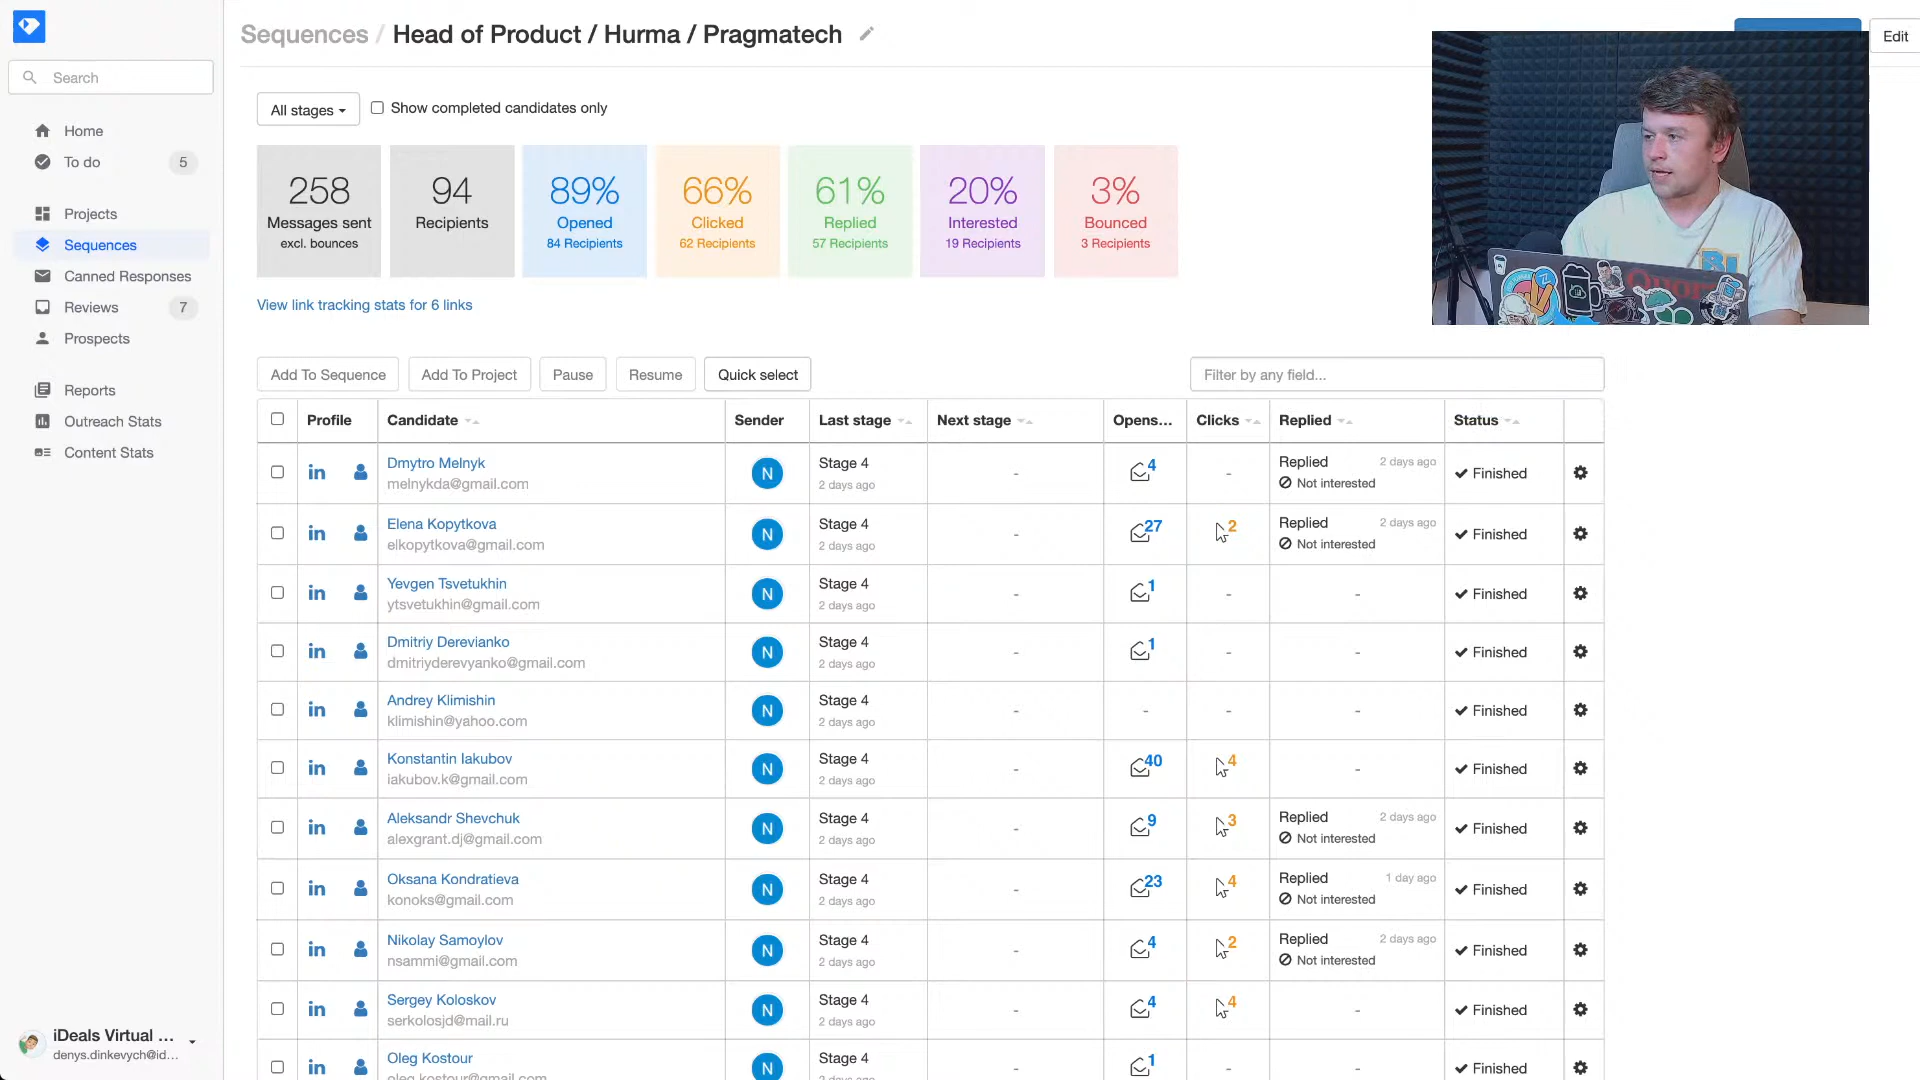 Sequences / Head of Product / Hurma / Pragmatech
Edit
Search
Home
To do 5
Projects
Sequences
Canned Responses
Reviews 7
Prospects
Reports
Outreach Stats
Content Stats
iDeals Virtual ...
denys.dinkevych@id...
All stages
Show completed candidates only
258
Messages sent
excl. bounces
94
Recipients
89%
Opened
84 Recipients
66%
Clicked
62 Recipients
61%
Replied
57 Recipients
20%
Interested
19 Recipients
3%
Bounced
3 Recipients
View link tracking stats for 6 links
Add To Sequence Add To Project Pause Resume Quick select Filter by any field...
Profile Candidate Sender Last stage Next stage Opens... Clicks Replied Status
Dmytro Melnyk N Stage 4 - 4 - Replied 2 days ago Finished
melnykda@gmail.com 2 days ago Not interested
Elena Kopytkova N Stage 4 - 27 2 Replied 2 days ago Finished
elkopytkova@gmail.com 2 days ago Not interested
Yevgen Tsvetukhin N Stage 4 - 1 - - Finished
ytsvetukhin@gmail.com 2 days ago
Dmitriy Derevianko N Stage 4 - 1 - - Finished
dmitriyderevyanko@gmail.com 2 days ago
Andrey Klimishin N Stage 4 - - - - Finished
klimishin@yahoo.com 2 days ago
Konstantin Iakubov N Stage 4 - 40 4 - Finished
iakubov.k@gmail.com 2 days ago
Aleksandr Shevchuk N Stage 4 - 9 3 Replied 2 days ago Finished
alexgrant.dj@gmail.com 2 days ago Not interested
Oksana Kondratieva N Stage 4 - 23 4 Replied 1 day ago Finished
konoks@gmail.com 2 days ago Not interested
Nikolay Samoylov N Stage 4 - 4 2 Replied 2 days ago Finished
nsammi@gmail.com 2 days ago Not interested
Sergey Koloskov N Stage 4 - 4 4 - Finished
serkolosjd@mail.ru 2 days ago
Oleg Kostour N Stage 4 - 1 - - Finished
oleg.kostour@gmail.com 2 days ago